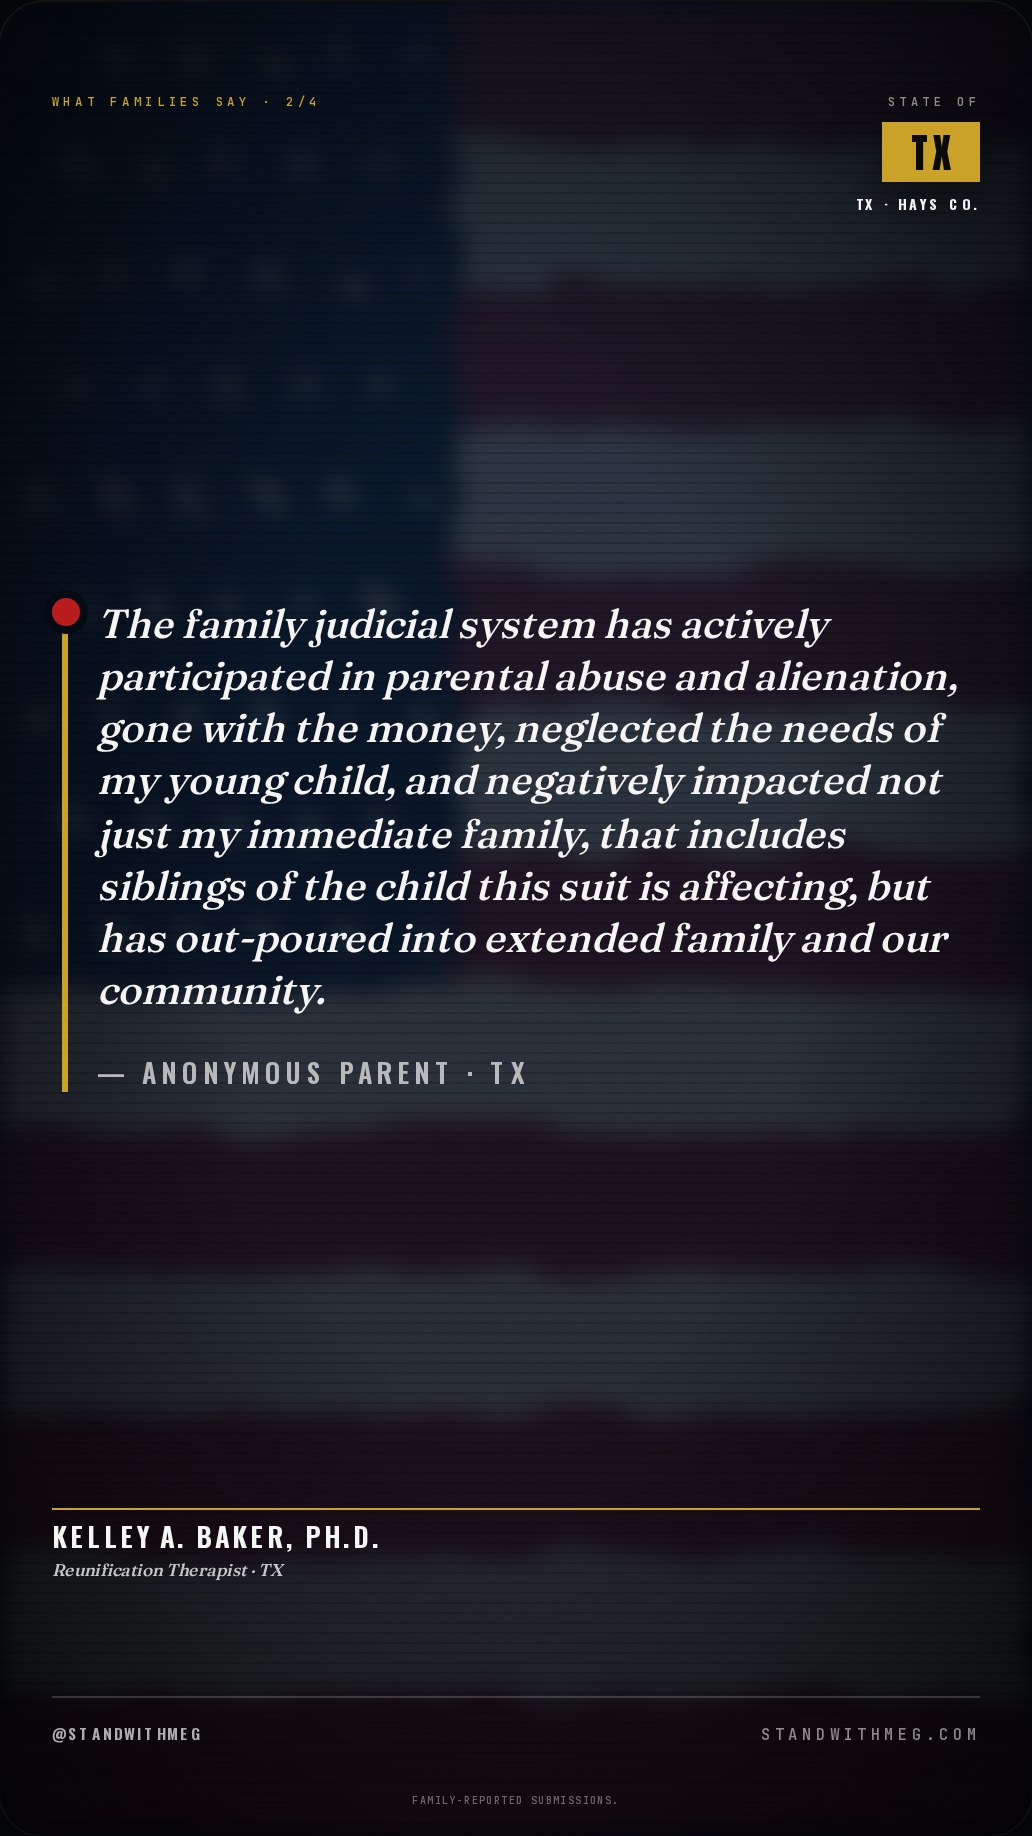 WHAT FAMILIES SAY · 2/4
STATE OF
TX
TX · HAYS CO.
The family judicial system has actively
participated in parental abuse and alienation,
gone with the money, neglected the needs of
my young child, and negatively impacted not
just my immediate family, that includes
siblings of the child this suit is affecting, but
has out-poured into extended family and our
community.
— ANONYMOUS PARENT · TX
KELLEY A. BAKER, PH.D.
Reunification Therapist · TX
@STANDWITHMEG
STANDWITHMEG.COM
FAMILY-REPORTED SUBMISSIONS.